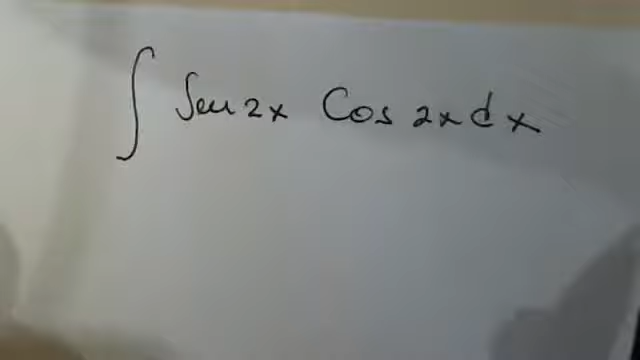 ∫ Sen 2x Cos 2x dx